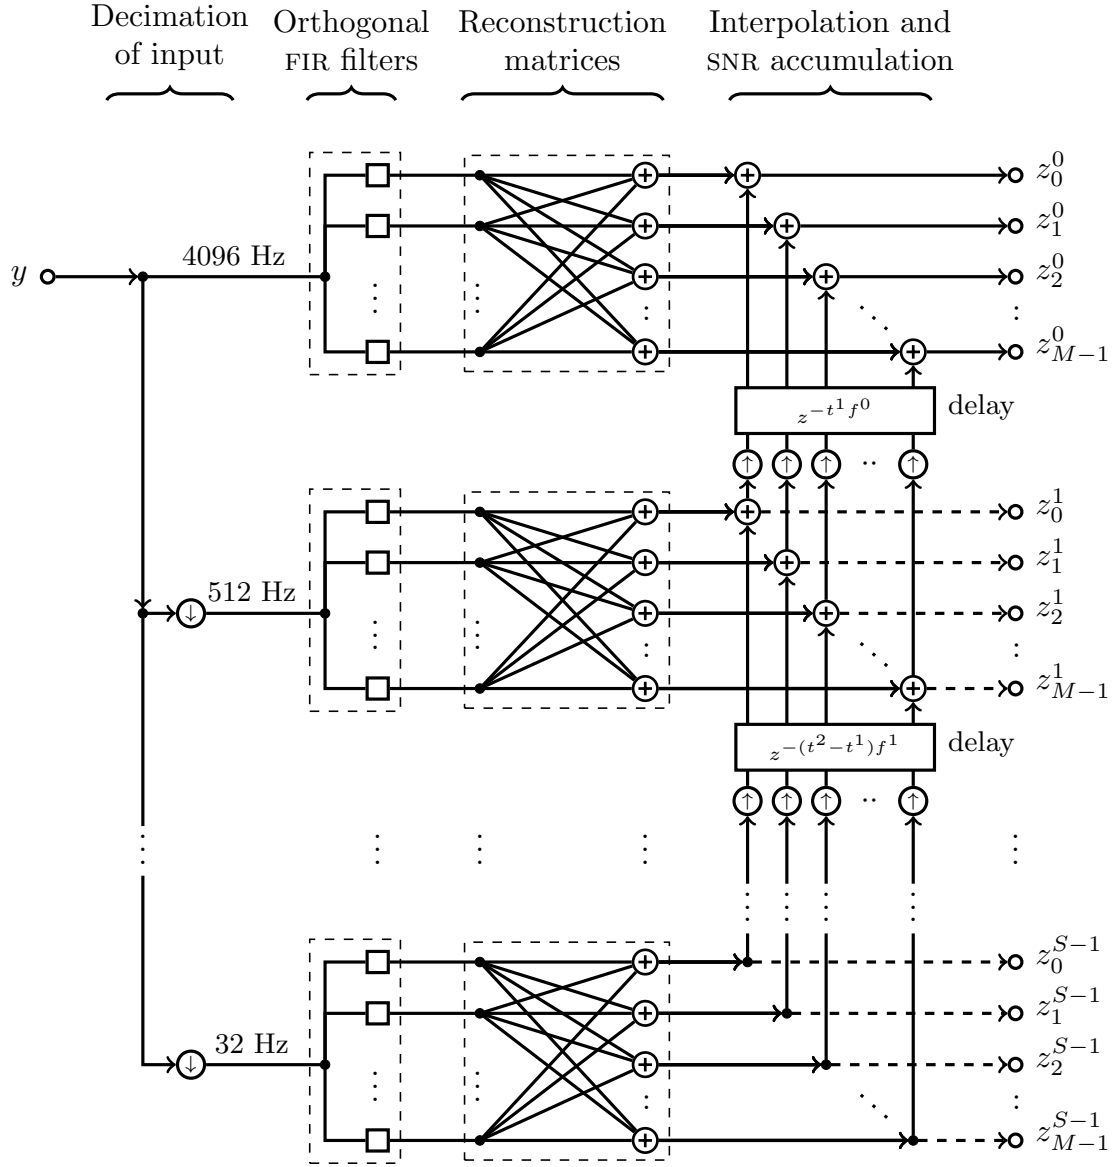 Decimation
of input
Orthogonal
FIR filters
Reconstruction
matrices
Interpolation and
SNR accumulation
y
4096 Hz
⋮ ⋮ ⋮ ⋱ ⋮
z_0^0
z_1^0
z_2^0
z_{M−1}^0
z^{−t^1 f^0}
delay
↑ ↑ ↑ ·· ↑
↓
512 Hz
⋮ ⋮ ⋮ ⋱ ⋮
z_0^1
z_1^1
z_2^1
z_{M−1}^1
z^{−(t^2−t^1)f^1}
delay
↑ ↑ ↑ ·· ↑
↓
32 Hz
⋮ ⋮ ⋮ ⋱ ⋮
z_0^{S−1}
z_1^{S−1}
z_2^{S−1}
z_{M−1}^{S−1}